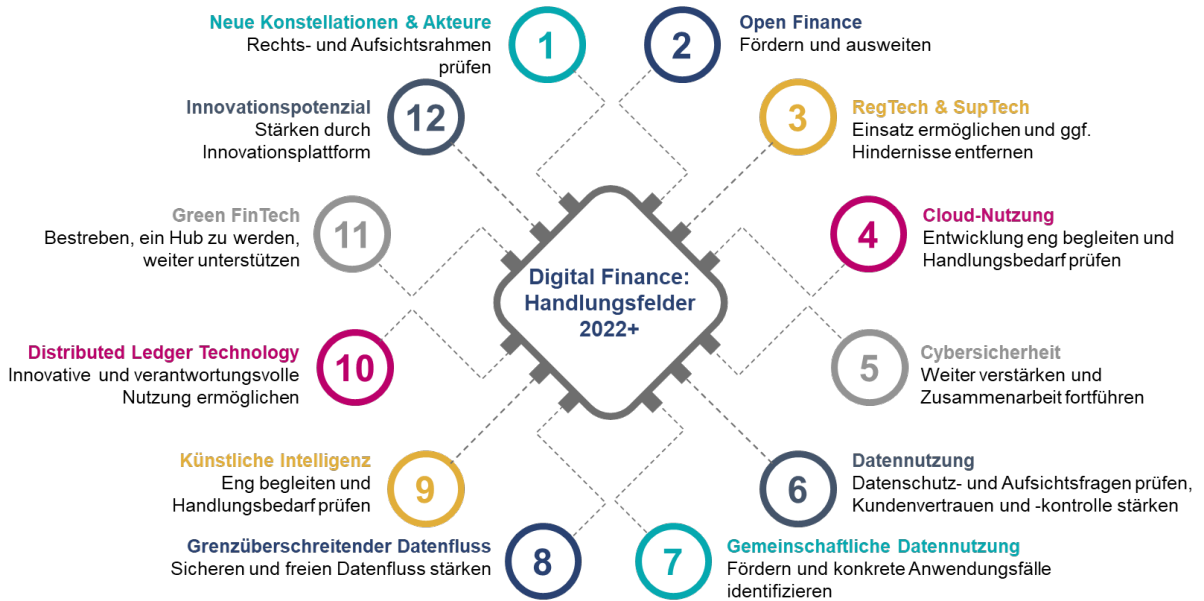 Neue Konstellationen & Akteure
Rechts- und Aufsichtsrahmen
prüfen
1
2
Open Finance
Fördern und ausweiten
3
RegTech & SupTech
Einsatz ermöglichen und ggf.
Hindernisse entfernen
4
Cloud-Nutzung
Entwicklung eng begleiten und
Handlungsbedarf prüfen
5
Cybersicherheit
Weiter verstärken und
Zusammenarbeit fortführen
6
Datennutzung
Datenschutz- und Aufsichtsfragen prüfen,
Kundenvertrauen und -kontrolle stärken
7
Gemeinschaftliche Datennutzung
Fördern und konkrete Anwendungsfälle
identifizieren
Grenzüberschreitender Datenfluss
Sicheren und freien Datenfluss stärken
8
Künstliche Intelligenz
Eng begleiten und
Handlungsbedarf prüfen
9
Distributed Ledger Technology
Innovative und verantwortungsvolle
Nutzung ermöglichen
10
Green FinTech
Bestreben, ein Hub zu werden,
weiter unterstützen
11
Innovationspotenzial
Stärken durch
Innovationsplattform
12
Digital Finance:
Handlungsfelder
2022+